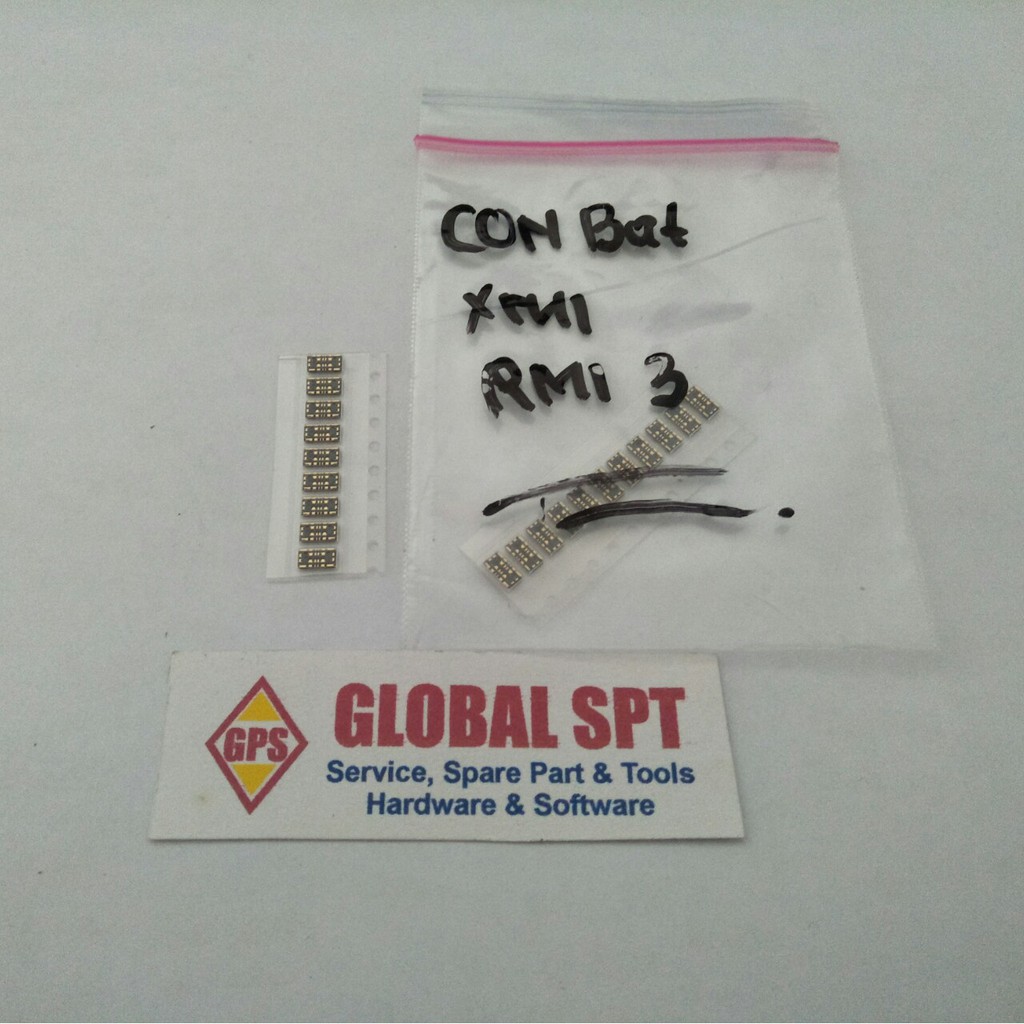 CON Bat
XMI
RMI 3
GPS
GLOBAL SPT
Service, Spare Part & Tools
Hardware & Software